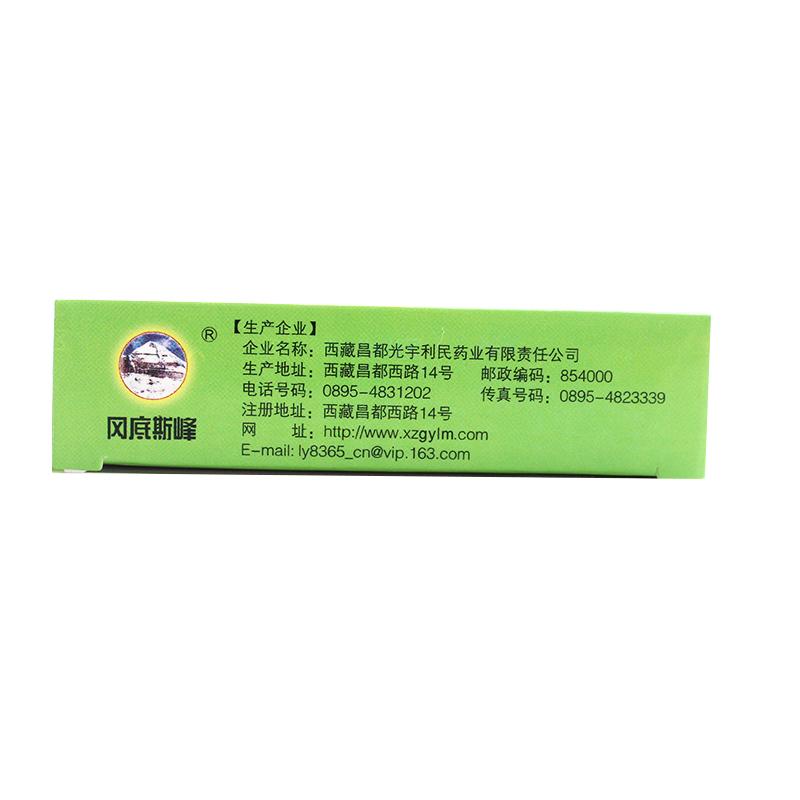 ®
冈底斯峰
【生产企业】
企业名称：西藏昌都光宇利民药业有限责任公司
生产地址：西藏昌都西路14号 邮政编码：854000
电话号码：0895-4831202 传真号码：0895-4823339
注册地址：西藏昌都西路14号
网 址：http://www.xzgylm.com
E-mail: ly8365_cn@vip.163.com